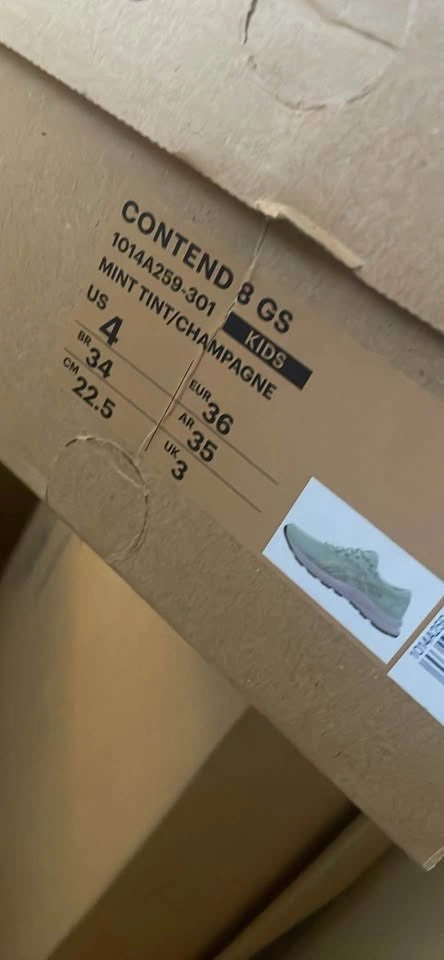 CONTEND 8 GS
1014A259-301 KIDS
MINT TINT/CHAMPAGNE
US 4 EUR 36
BR 34 AR 35
CM 22.5 UK 3